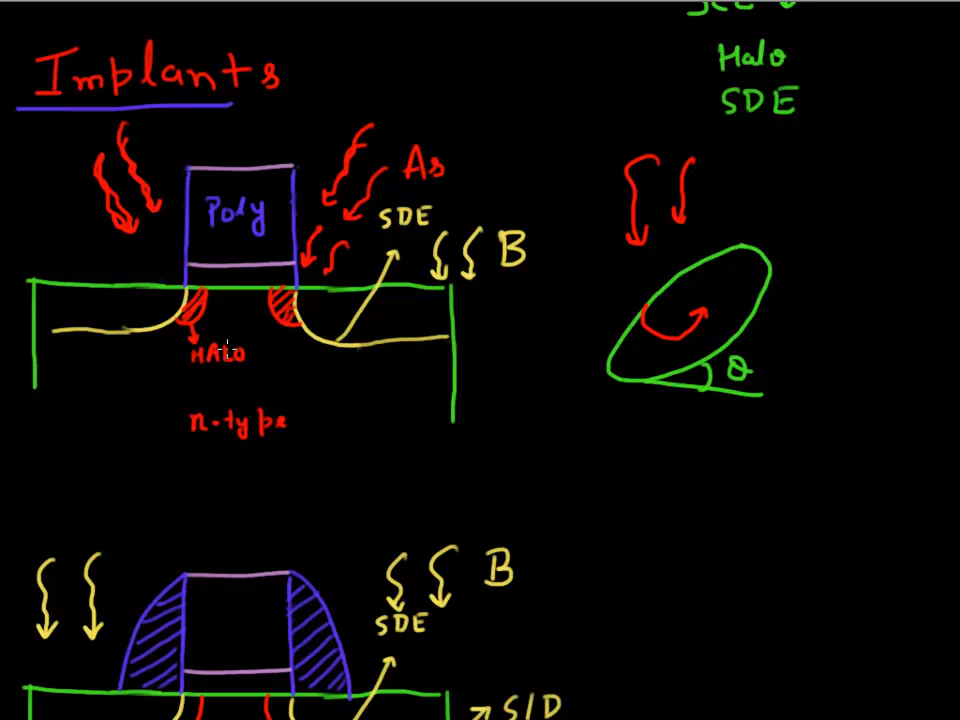 Halo
SDE
Implants
As
Poly
SDE
B
HALO
θ
n-type
B
SDE
S/D